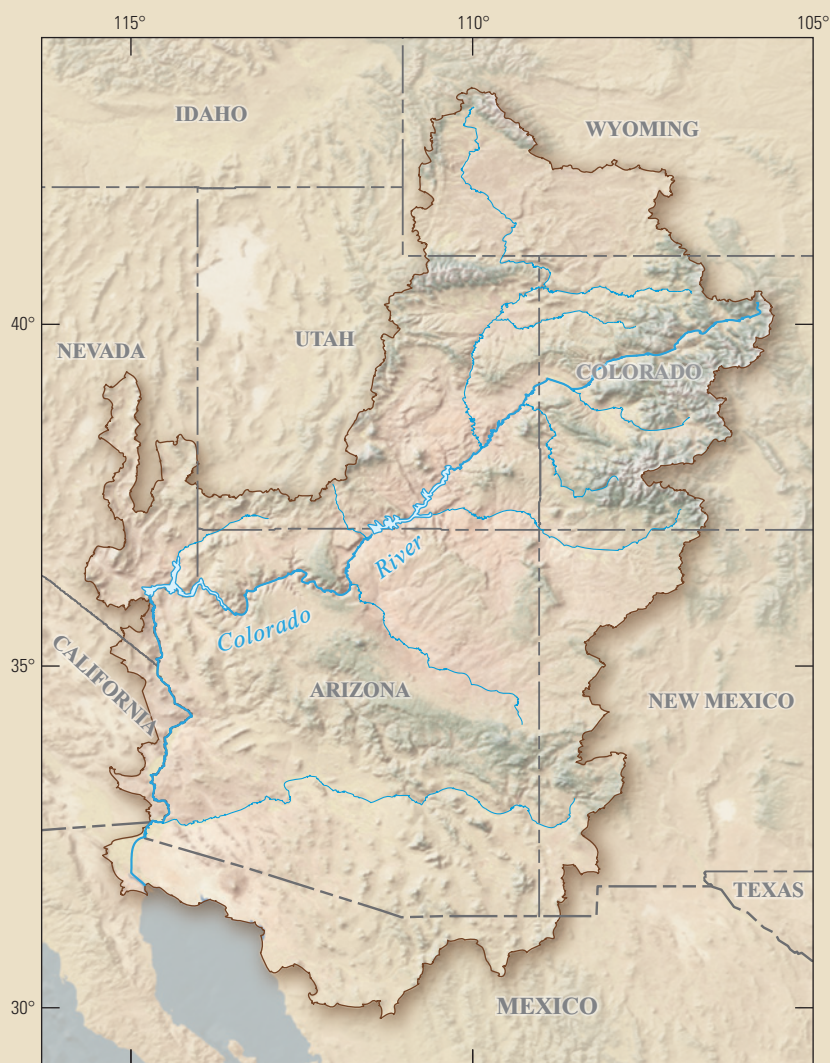 115°
110°
105°
IDAHO
WYOMING
40°
NEVADA
UTAH
COLORADO
River
Colorado
35°
CALIFORNIA
ARIZONA
NEW MEXICO
TEXAS
30°
MEXICO